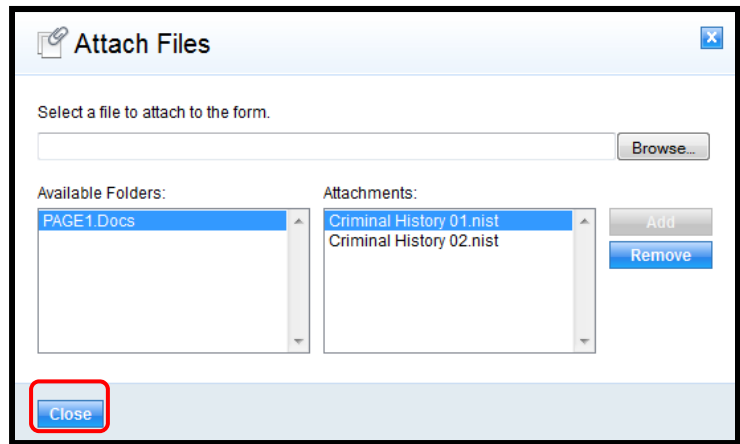 Attach Files
Select a file to attach to the form.
Browse...
Available Folders:
Attachments:
PAGE1.Docs
Criminal History 01.nist
Criminal History 02.nist
Add
Remove
Close